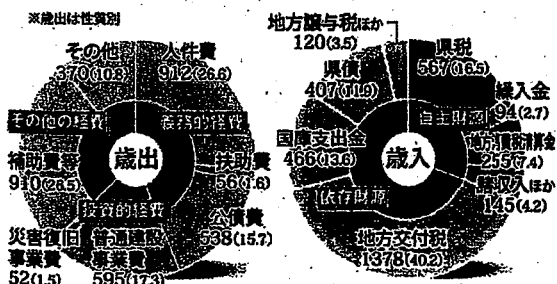 ※歳出は性質別
その他
370(10.8)
人件費
912(26.6)
その他の経費
義務的経費
歳出
補助費等
910(26.5)
扶助費
56(1.6)
投資的経費
公債費
538(15.7)
災害復旧
事業費
52(1.5)
普通建設
事業費
595(17.3)
地方譲与税ほか
120(3.5)
県税
567(16.5)
県債
407(11.9)
繰入金
94(2.7)
自主財源
国庫支出金
466(13.6)
歳入
地方消費税清算金
255(7.4)
依存財源
諸収入ほか
145(4.2)
地方交付税
1378(40.2)